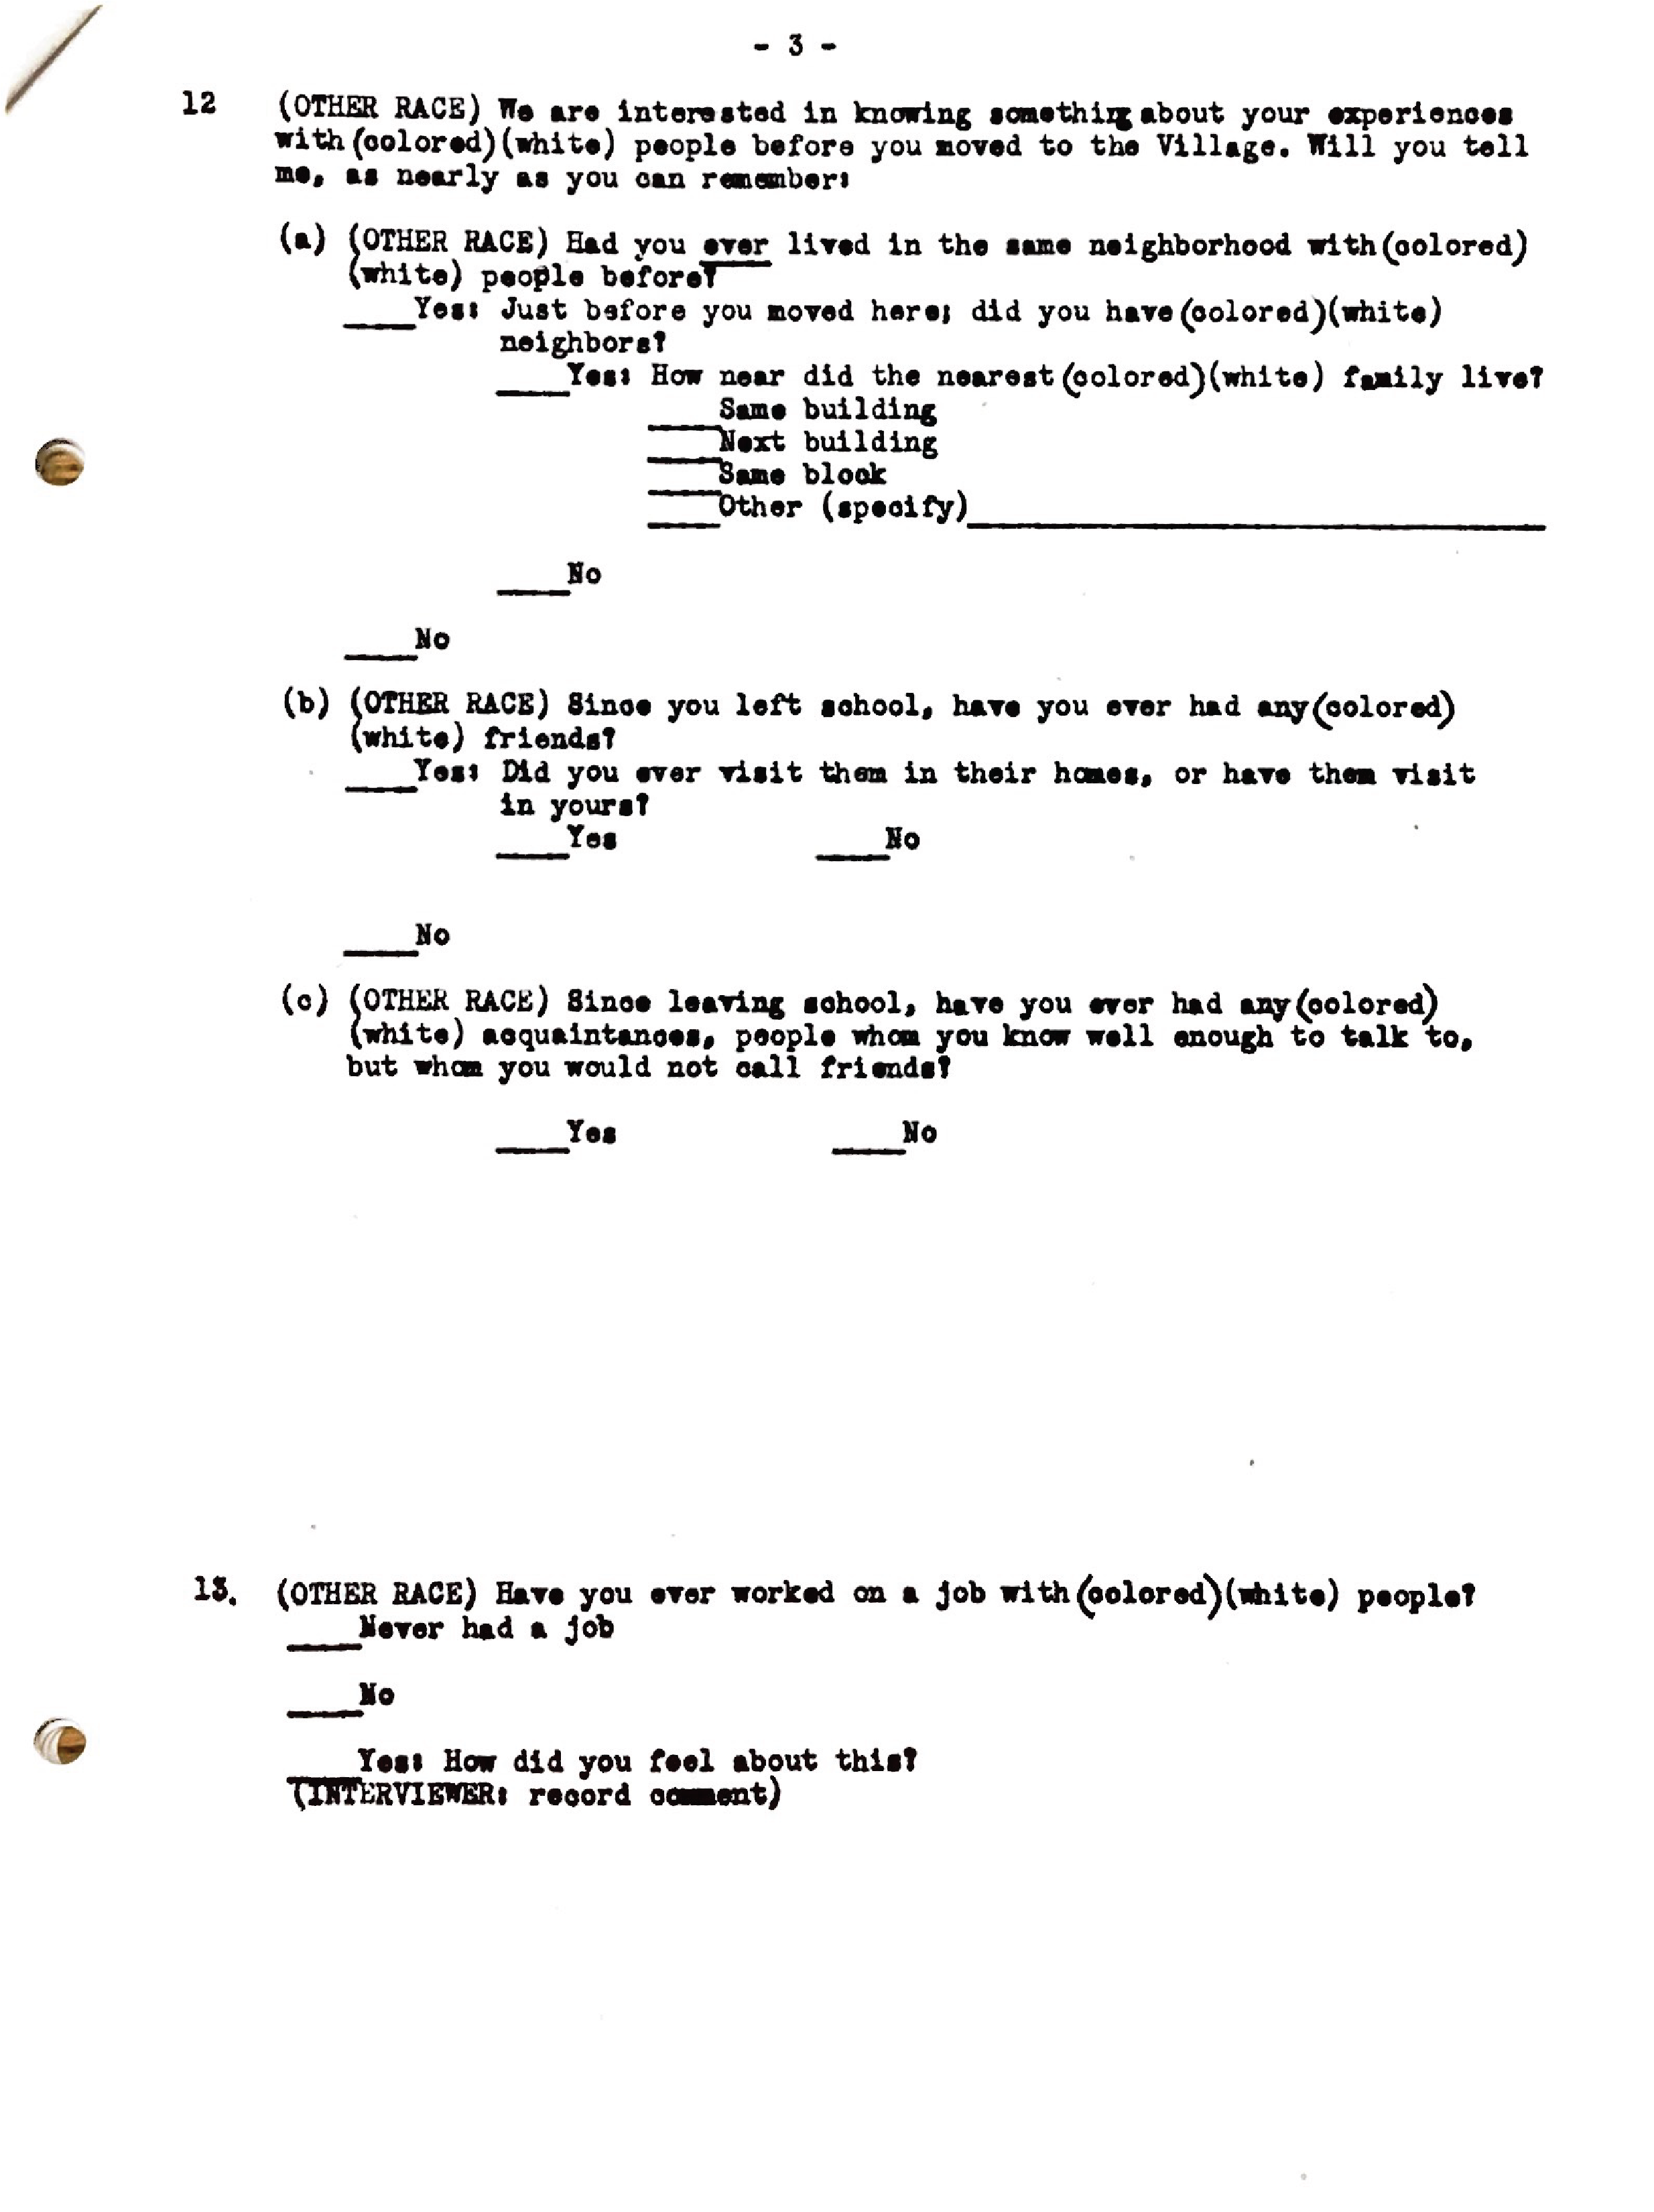 - 3 -
12 (OTHER RACE) We are interested in knowing something about your experiences
with (colored)(white) people before you moved to the Village. Will you tell
me, as nearly as you can remember:
(a) (OTHER RACE) Had you ever lived in the same neighborhood with (colored)
(white) people before?
____Yes: Just before you moved here; did you have (colored)(white)
neighbors?
____Yes: How near did the nearest (colored)(white) family live?
____Same building
____Next building
____Same block
____Other (specify)__________________________________
____No
____No
(b) (OTHER RACE) Since you left school, have you ever had any (colored)
(white) friends?
____Yes: Did you ever visit them in their homes, or have them visit
in yours?
____Yes ____No
____No
(c) (OTHER RACE) Since leaving school, have you ever had any (colored)
(white) acquaintances, people whom you know well enough to talk to,
but whom you would not call friends?
____Yes ____No
13. (OTHER RACE) Have you ever worked on a job with (colored)(white) people?
____Never had a job
____No
____Yes: How did you feel about this?
(INTERVIEWER: record comment)